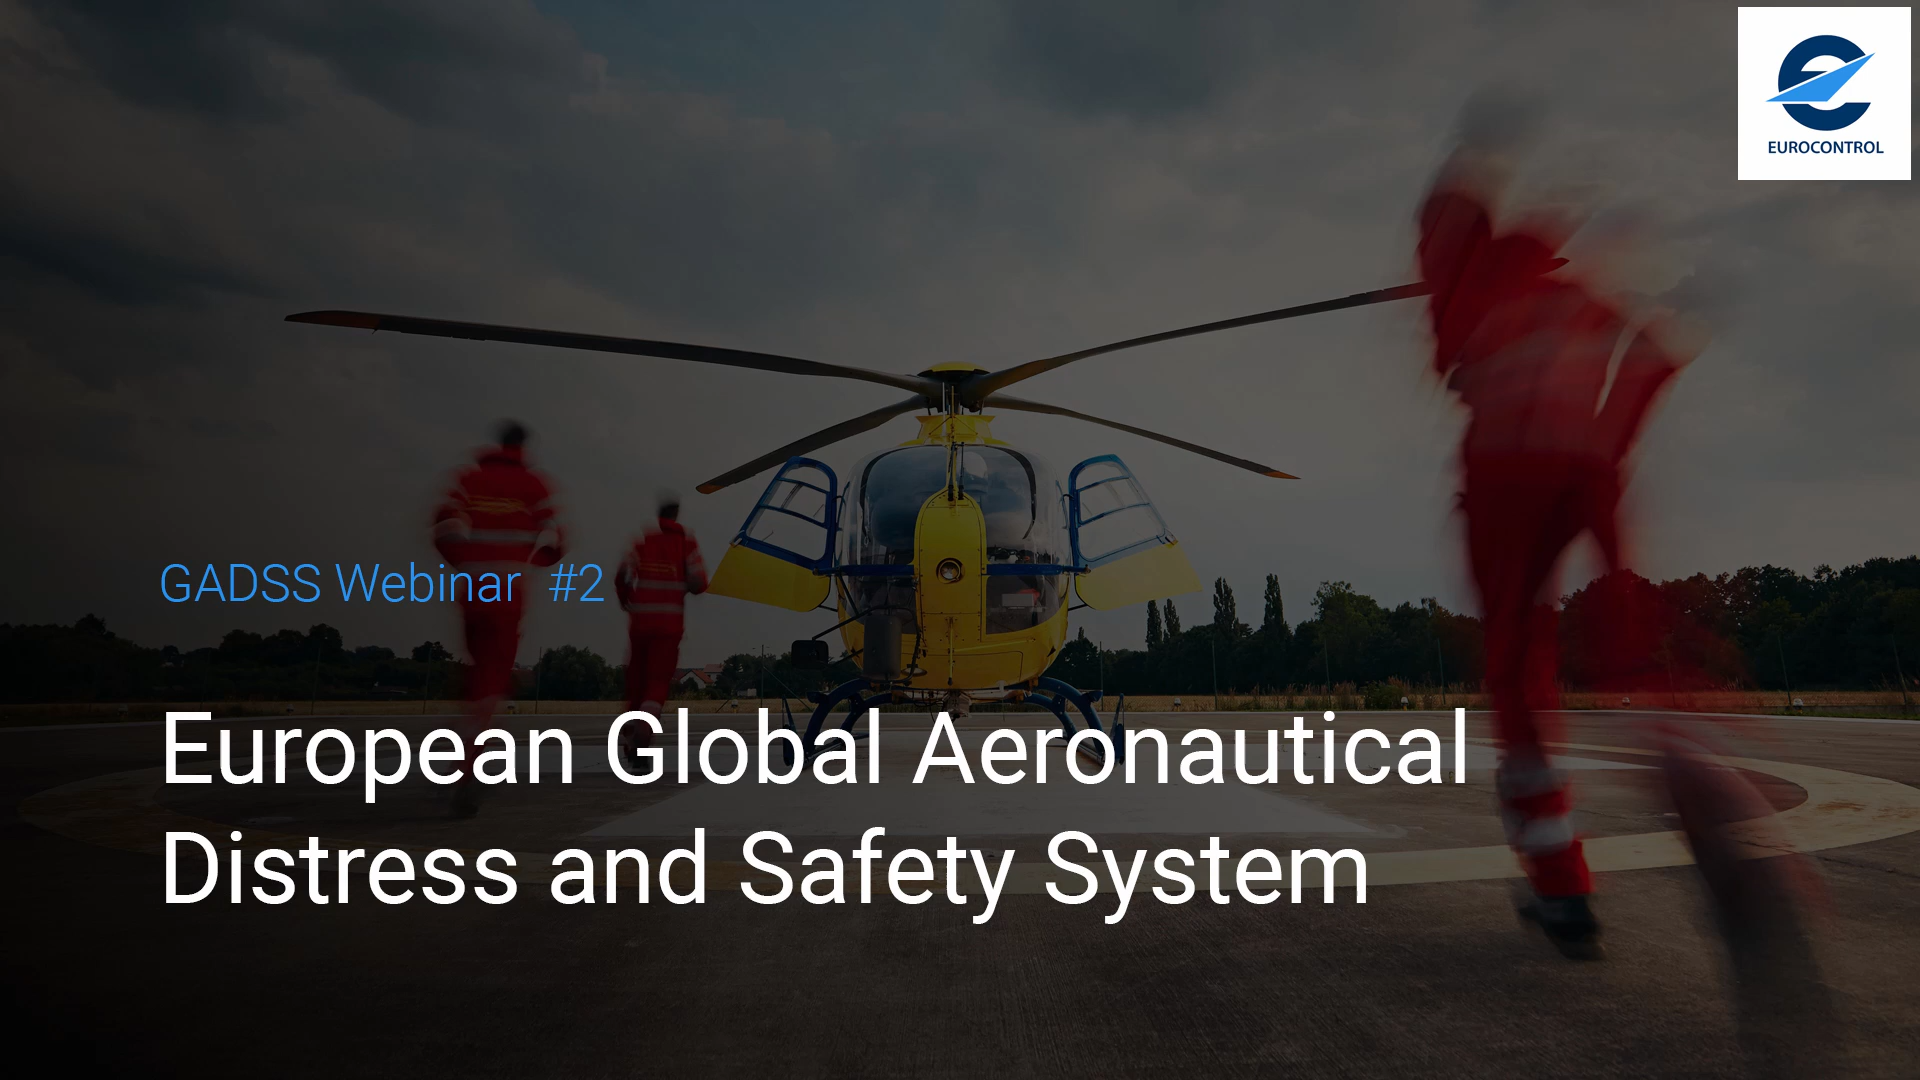 EUROCONTROL
GADSS Webinar #2
European Global Aeronautical
Distress and Safety System